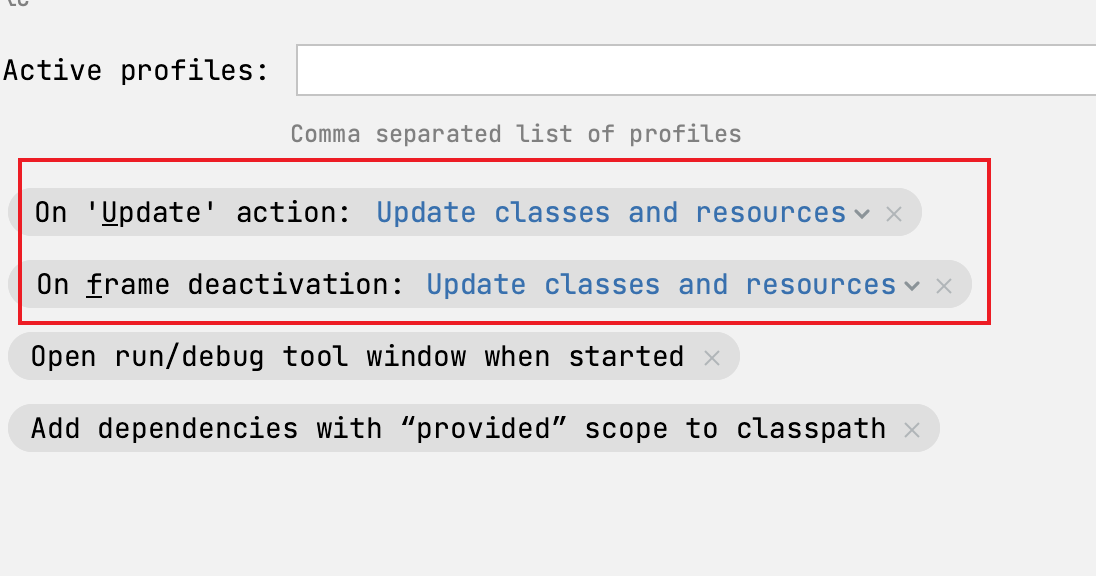 Active profiles:
Comma separated list of profiles
On 'Update' action: Update classes and resources
On frame deactivation: Update classes and resources
Open run/debug tool window when started
Add dependencies with “provided” scope to classpath